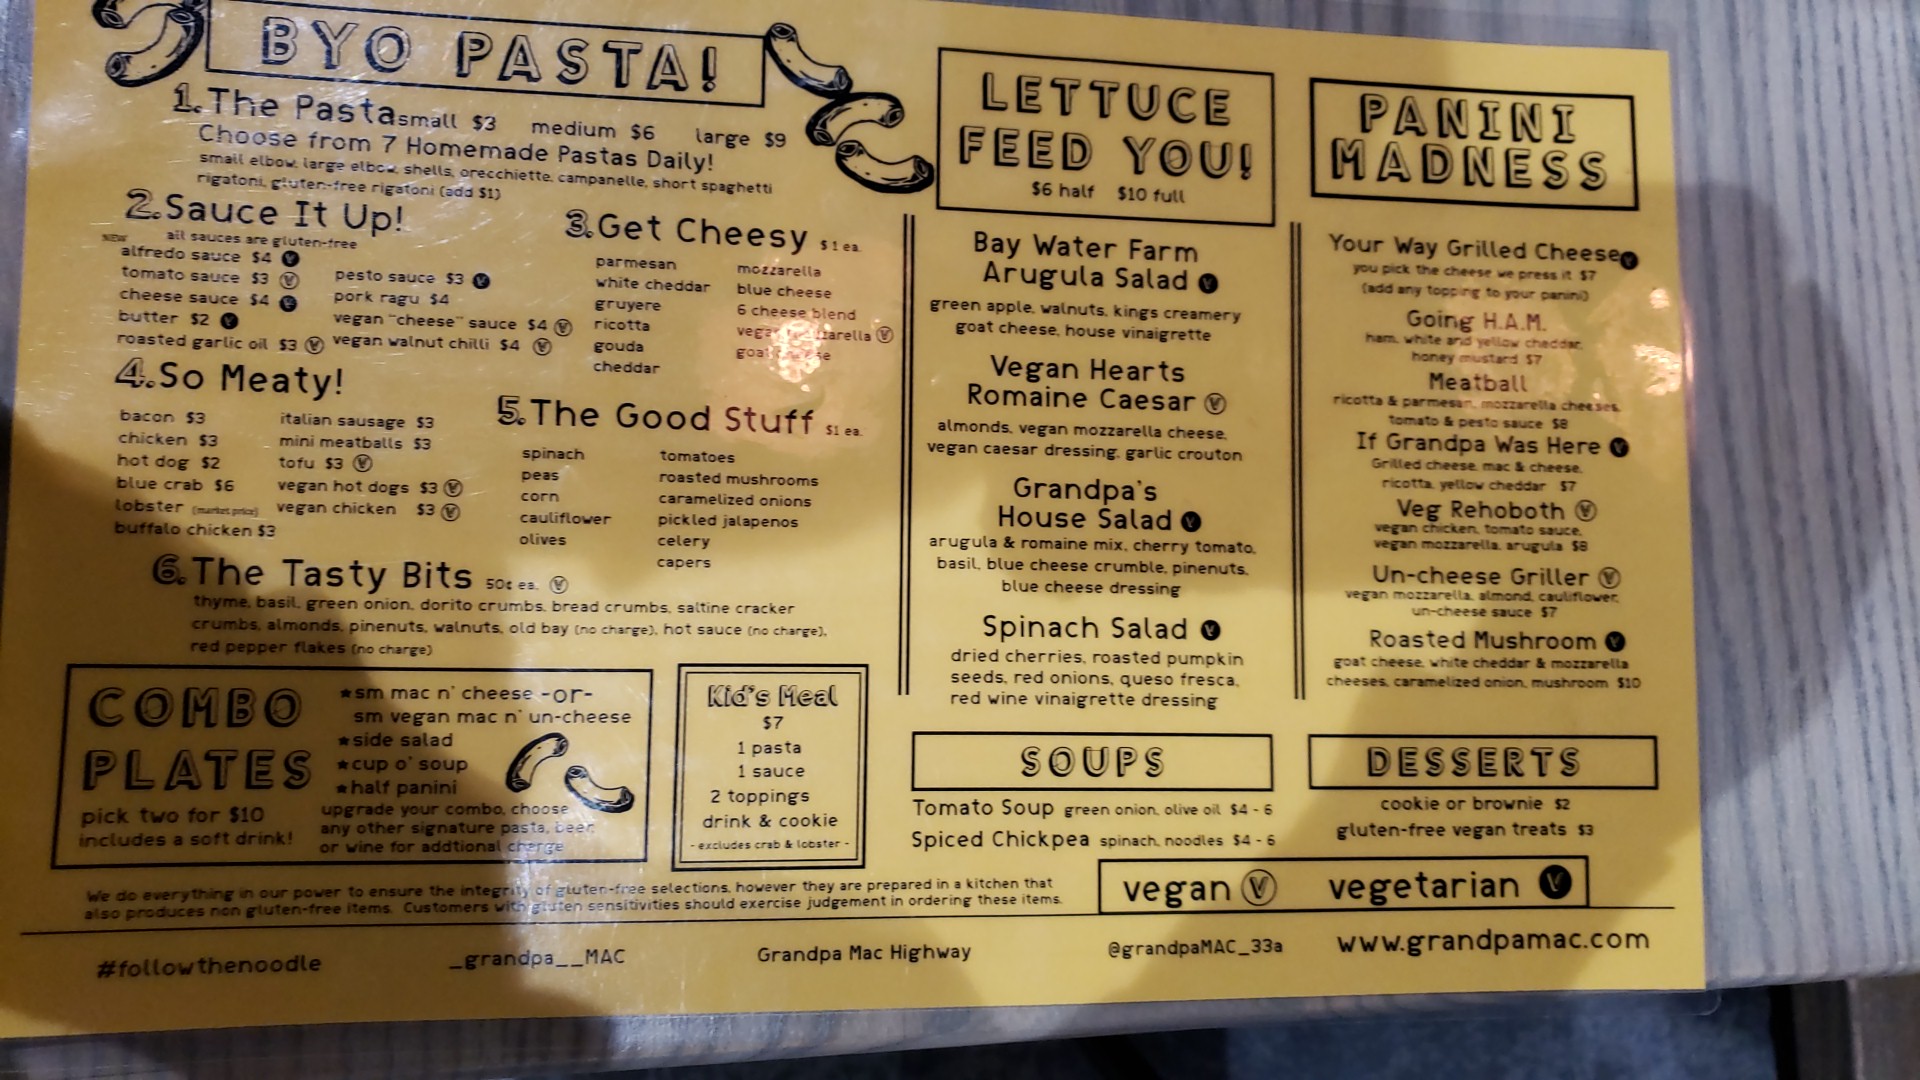 BYO PASTA!
1. The Pasta small $3 medium $6 large $9
Choose from 7 Homemade Pastas Daily!
small elbow, large elbow, shells, orecchiette, campanelle, short spaghetti
rigatoni, gluten-free rigatoni (add $1)
2. Sauce It Up!
all sauces are gluten-free
NEW
alfredo sauce $4 V
tomato sauce $3 V
cheese sauce $4 V
butter $2 V
roasted garlic oil $3 V
pesto sauce $3 V
pork ragu $4
vegan "cheese" sauce $4 V
vegan walnut chilli $4 V
3. Get Cheesy $1 ea.
parmesan
white cheddar
gruyere
ricotta
gouda
cheddar
mozzarella
blue cheese
6 cheese blend
vegan mozzarella V
goat cheese
4. So Meaty!
bacon $3
chicken $3
hot dog $2
blue crab $6
lobster (market price)
buffalo chicken $3
italian sausage $3
mini meatballs $3
tofu $3 V
vegan hot dogs $3 V
vegan chicken $3 V
5. The Good Stuff $1 ea.
spinach
peas
corn
cauliflower
olives
tomatoes
roasted mushrooms
caramelized onions
pickled jalapenos
celery
capers
6. The Tasty Bits 50¢ ea. V
thyme, basil, green onion, dorito crumbs, bread crumbs, saltine cracker
crumbs, almonds, pinenuts, walnuts, old bay (no charge), hot sauce (no charge),
red pepper flakes (no charge)
COMBO
PLATES
pick two for $10
includes a soft drink!
★sm mac n' cheese -or-
sm vegan mac n' un-cheese
★side salad
★cup o' soup
★half panini
upgrade your combo, choose
any other signature pasta, beer
or wine for addtional charge
Kid's Meal
$7
1 pasta
1 sauce
2 toppings
drink & cookie
- excludes crab & lobster -
LETTUCE
FEED YOU!
$6 half $10 full
Bay Water Farm
Arugula Salad V
green apple, walnuts, kings creamery
goat cheese, house vinaigrette
Vegan Hearts
Romaine Caesar V
almonds, vegan mozzarella cheese,
vegan caesar dressing, garlic crouton
Grandpa's
House Salad V
arugula & romaine mix, cherry tomato,
basil, blue cheese crumble, pinenuts,
blue cheese dressing
Spinach Salad V
dried cherries, roasted pumpkin
seeds, red onions, queso fresca,
red wine vinaigrette dressing
PANINI
MADNESS
Your Way Grilled Cheese V
you pick the cheese we press it $7
(add any topping to your panini)
Going H.A.M.
ham, white and yellow cheddar,
honey mustard $7
Meatball
ricotta & parmesan, mozzarella cheeses,
tomato & pesto sauce $8
If Grandpa Was Here V
Grilled cheese, mac & cheese,
ricotta, yellow cheddar $7
Veg Rehoboth V
vegan chicken, tomato sauce,
vegan mozzarella, arugula $8
Un-cheese Griller V
vegan mozzarella, almond, cauliflower,
un-cheese sauce $7
Roasted Mushroom V
goat cheese, white cheddar & mozzarella
cheeses, caramelized onion, mushroom $10
SOUPS
Tomato Soup green onion, olive oil $4 - 6
Spiced Chickpea spinach, noodles $4 - 6
DESSERTS
cookie or brownie $2
gluten-free vegan treats $3
vegan V vegetarian V
We do everything in our power to ensure the integrity of gluten-free selections, however they are prepared in a kitchen that
also produces non gluten-free items. Customers with gluten sensitivities should exercise judgement in ordering these items.
#followthenoodle _grandpa__MAC Grandpa Mac Highway @grandpaMAC_33a www.grandpamac.com